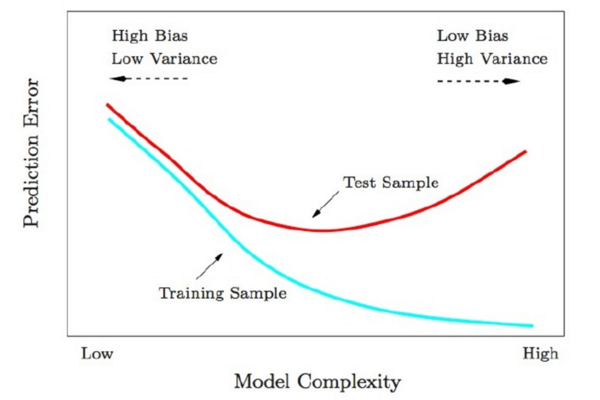 High Bias
Low Variance
Low Bias
High Variance
Prediction Error
Test Sample
Training Sample
Low
High
Model Complexity